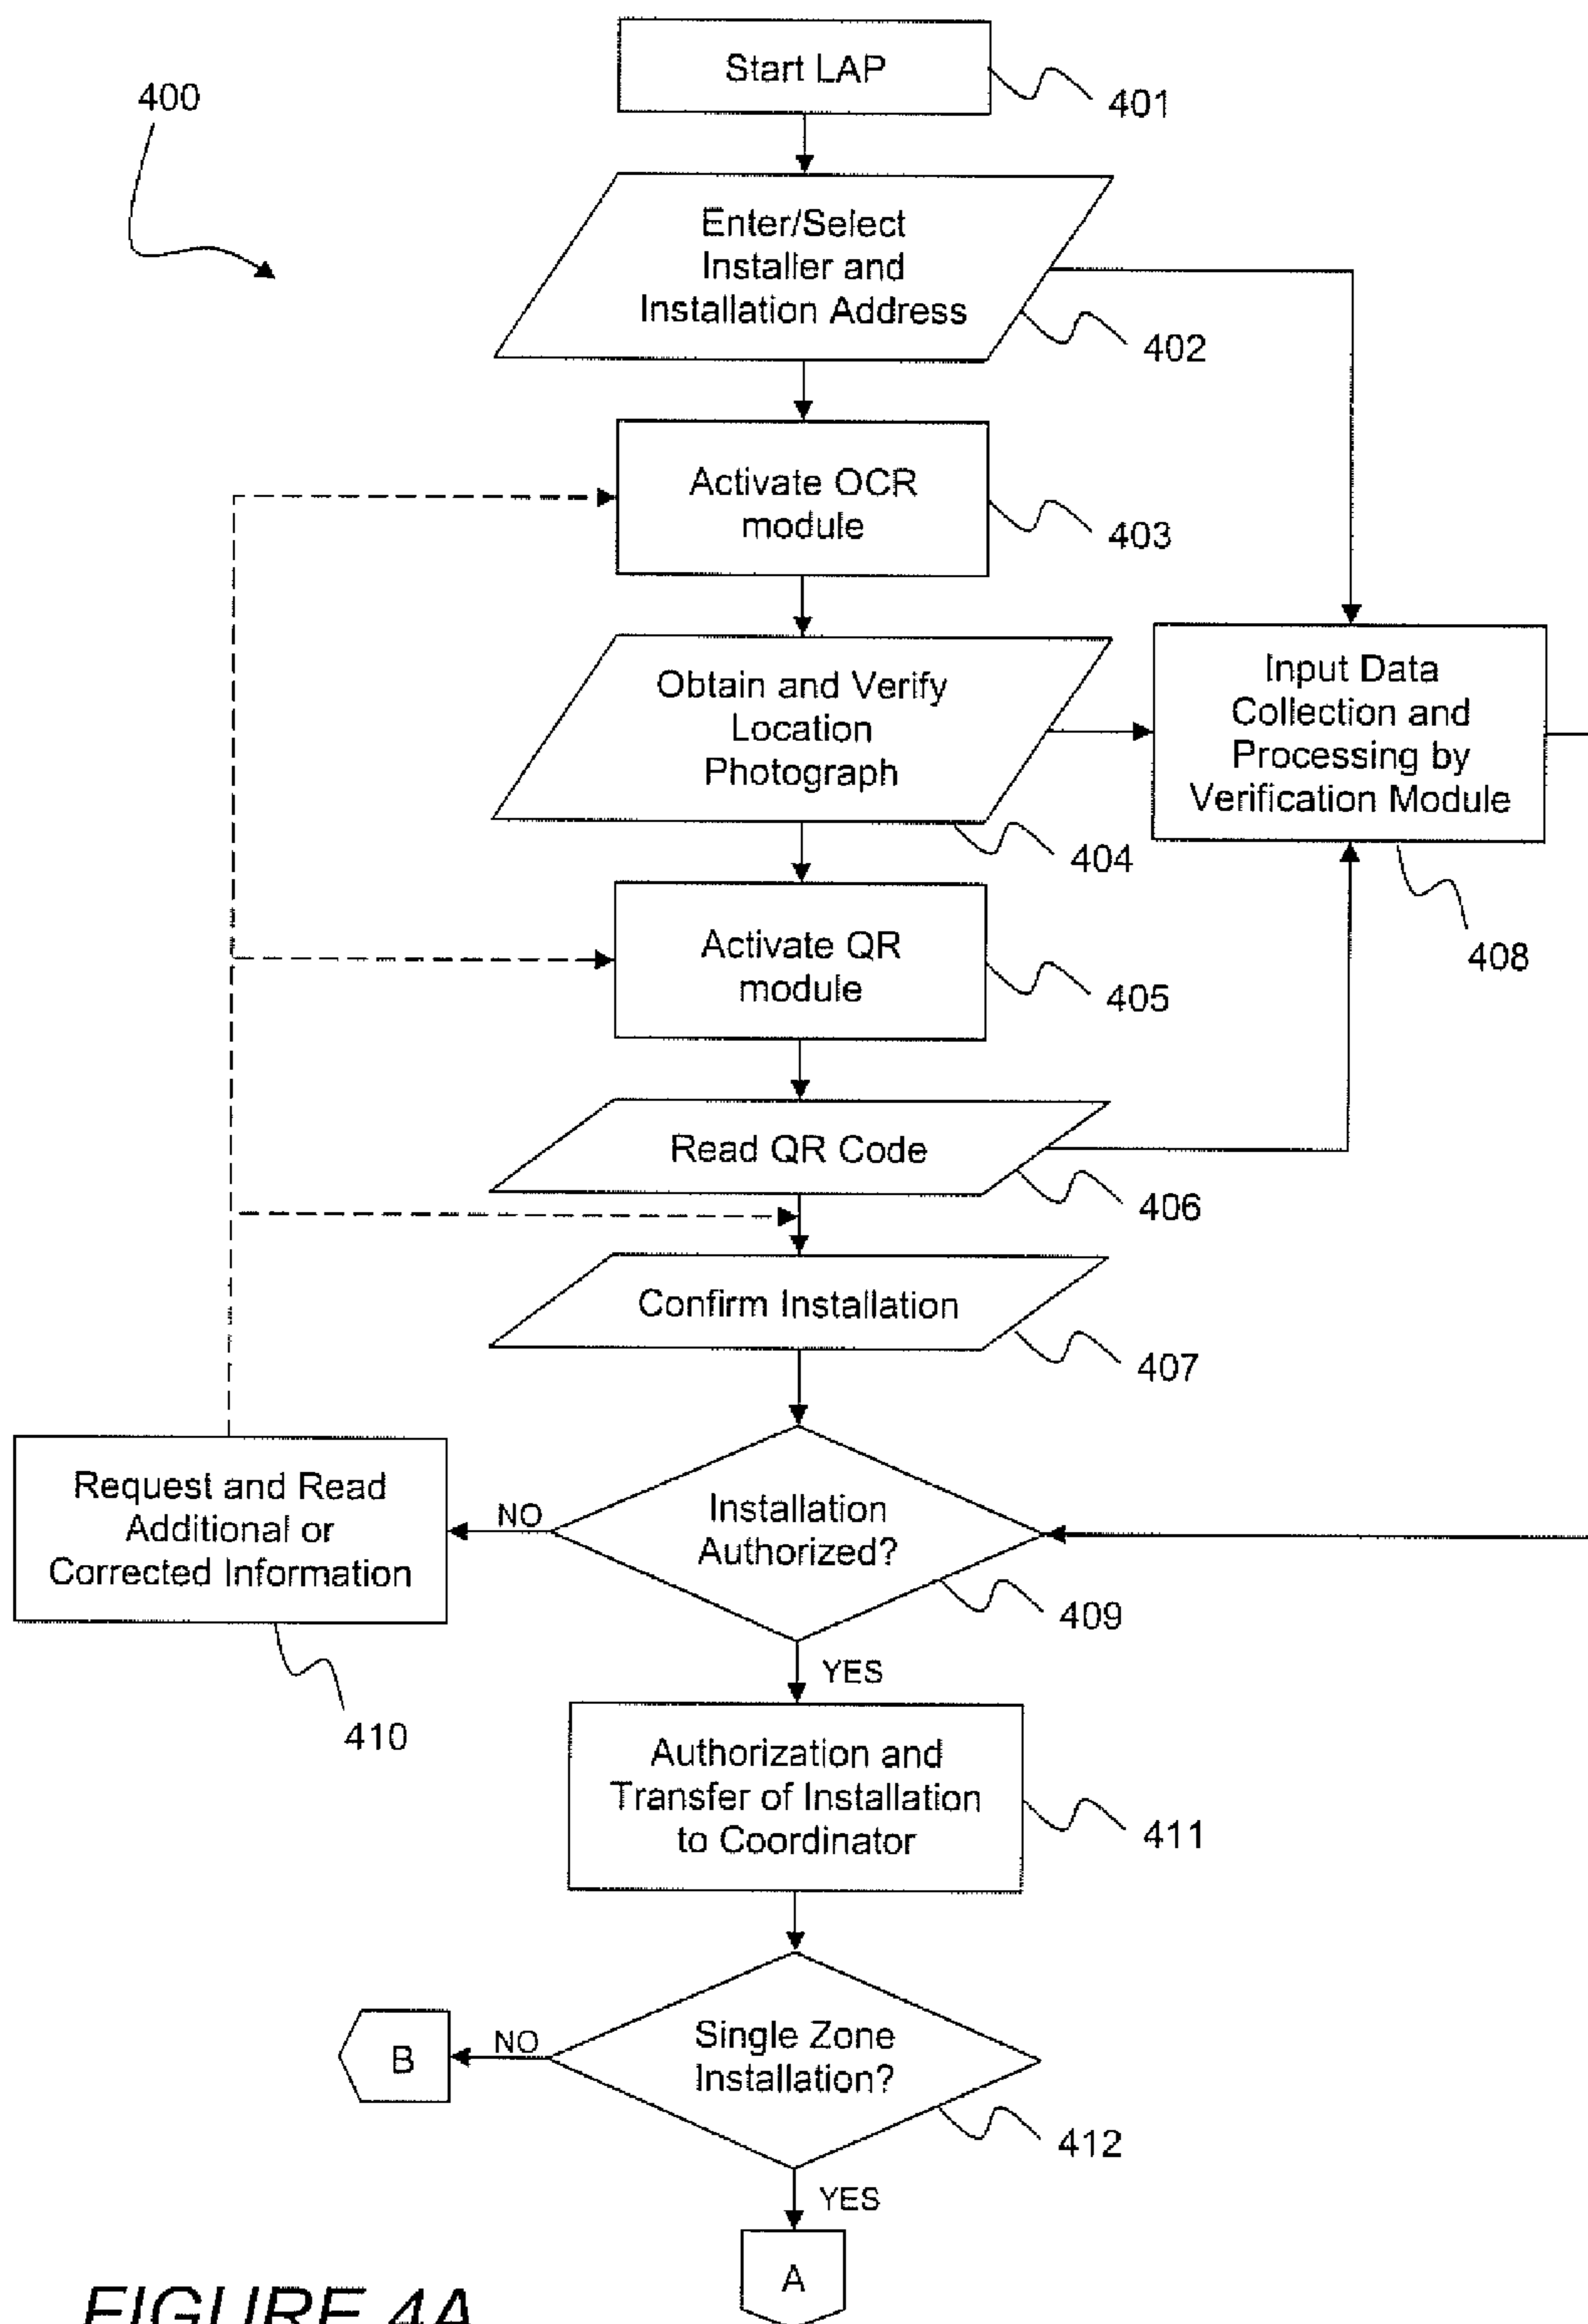 Start LAP
401
400
Enter/Select
Installer and
Installation Address
402
Activate OCR
module
403
Obtain and Verify
Location
Photograph
404
Input Data
Collection and
Processing by
Verification Module
408
Activate QR
module
405
Read QR Code
406
Confirm Installation
407
Request and Read
Additional or
Corrected Information
410
NO
Installation
Authorized?
409
YES
Authorization and
Transfer of Installation
to Coordinator
411
B
NO
Single Zone
Installation?
412
YES
A
FIGURE 4A